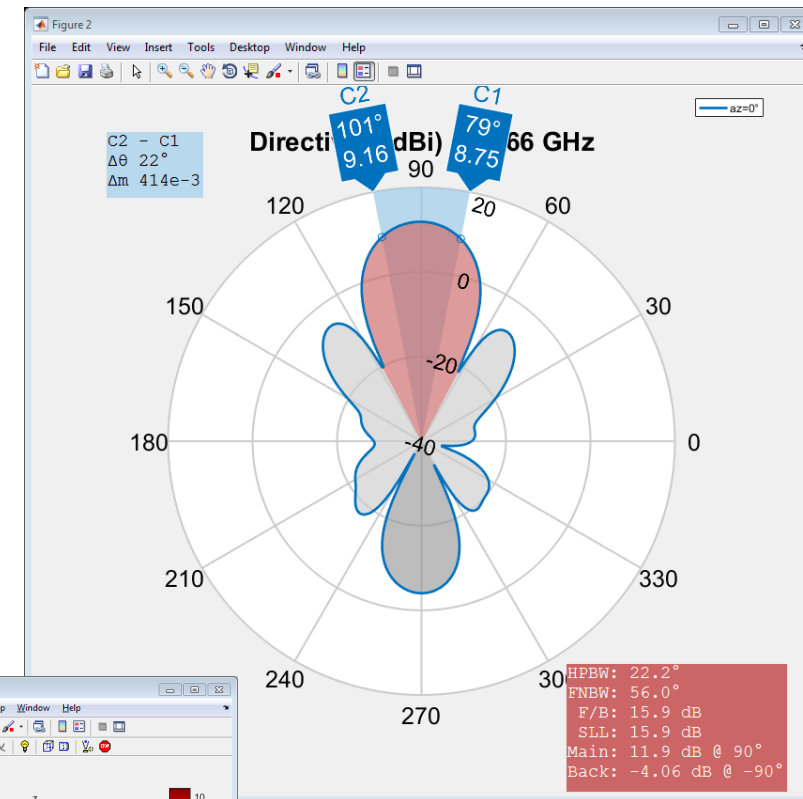 Figure 2
File Edit View Insert Tools Desktop Window Help
az=0°
C2 C1
101° 79°
9.16 8.75
C2 - C1
Δθ 22°
Δm 414e-3
Directi dBi) 66 GHz
90
120 20 60
0
150 30
-20
180 -40 0
210 330
240 30
270
HPBW: 22.2°
FNBW: 56.0°
F/B: 15.9 dB
SLL: 15.9 dB
Main: 11.9 dB @ 90°
Back: -4.06 dB @ -90°
p Window Help
z 10